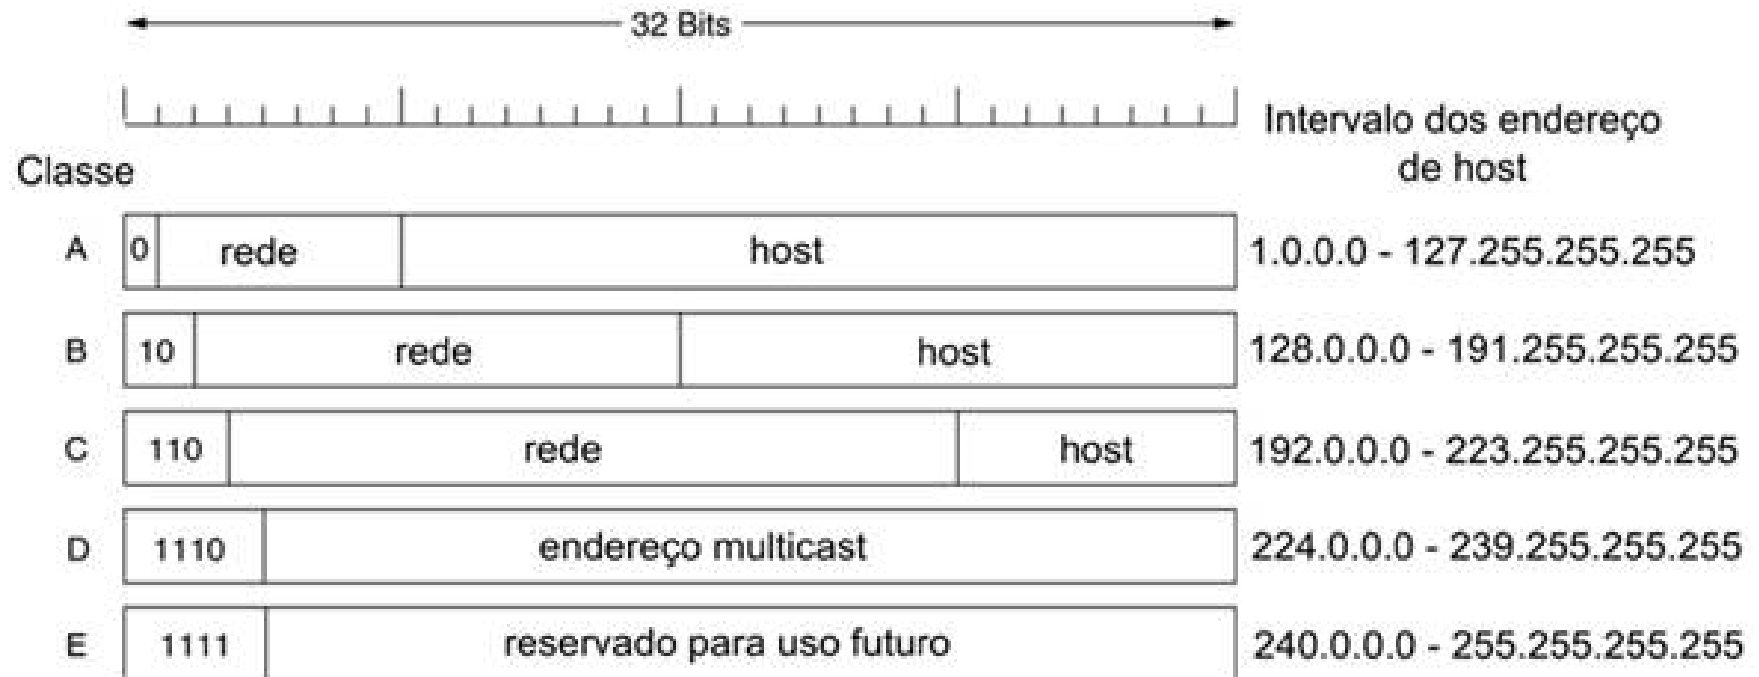 32 Bits
Intervalo dos endereço
de host
Classe
A 0 rede host 1.0.0.0 - 127.255.255.255
B 10 rede host 128.0.0.0 - 191.255.255.255
C 110 rede host 192.0.0.0 - 223.255.255.255
D 1110 endereço multicast 224.0.0.0 - 239.255.255.255
E 1111 reservado para uso futuro 240.0.0.0 - 255.255.255.255